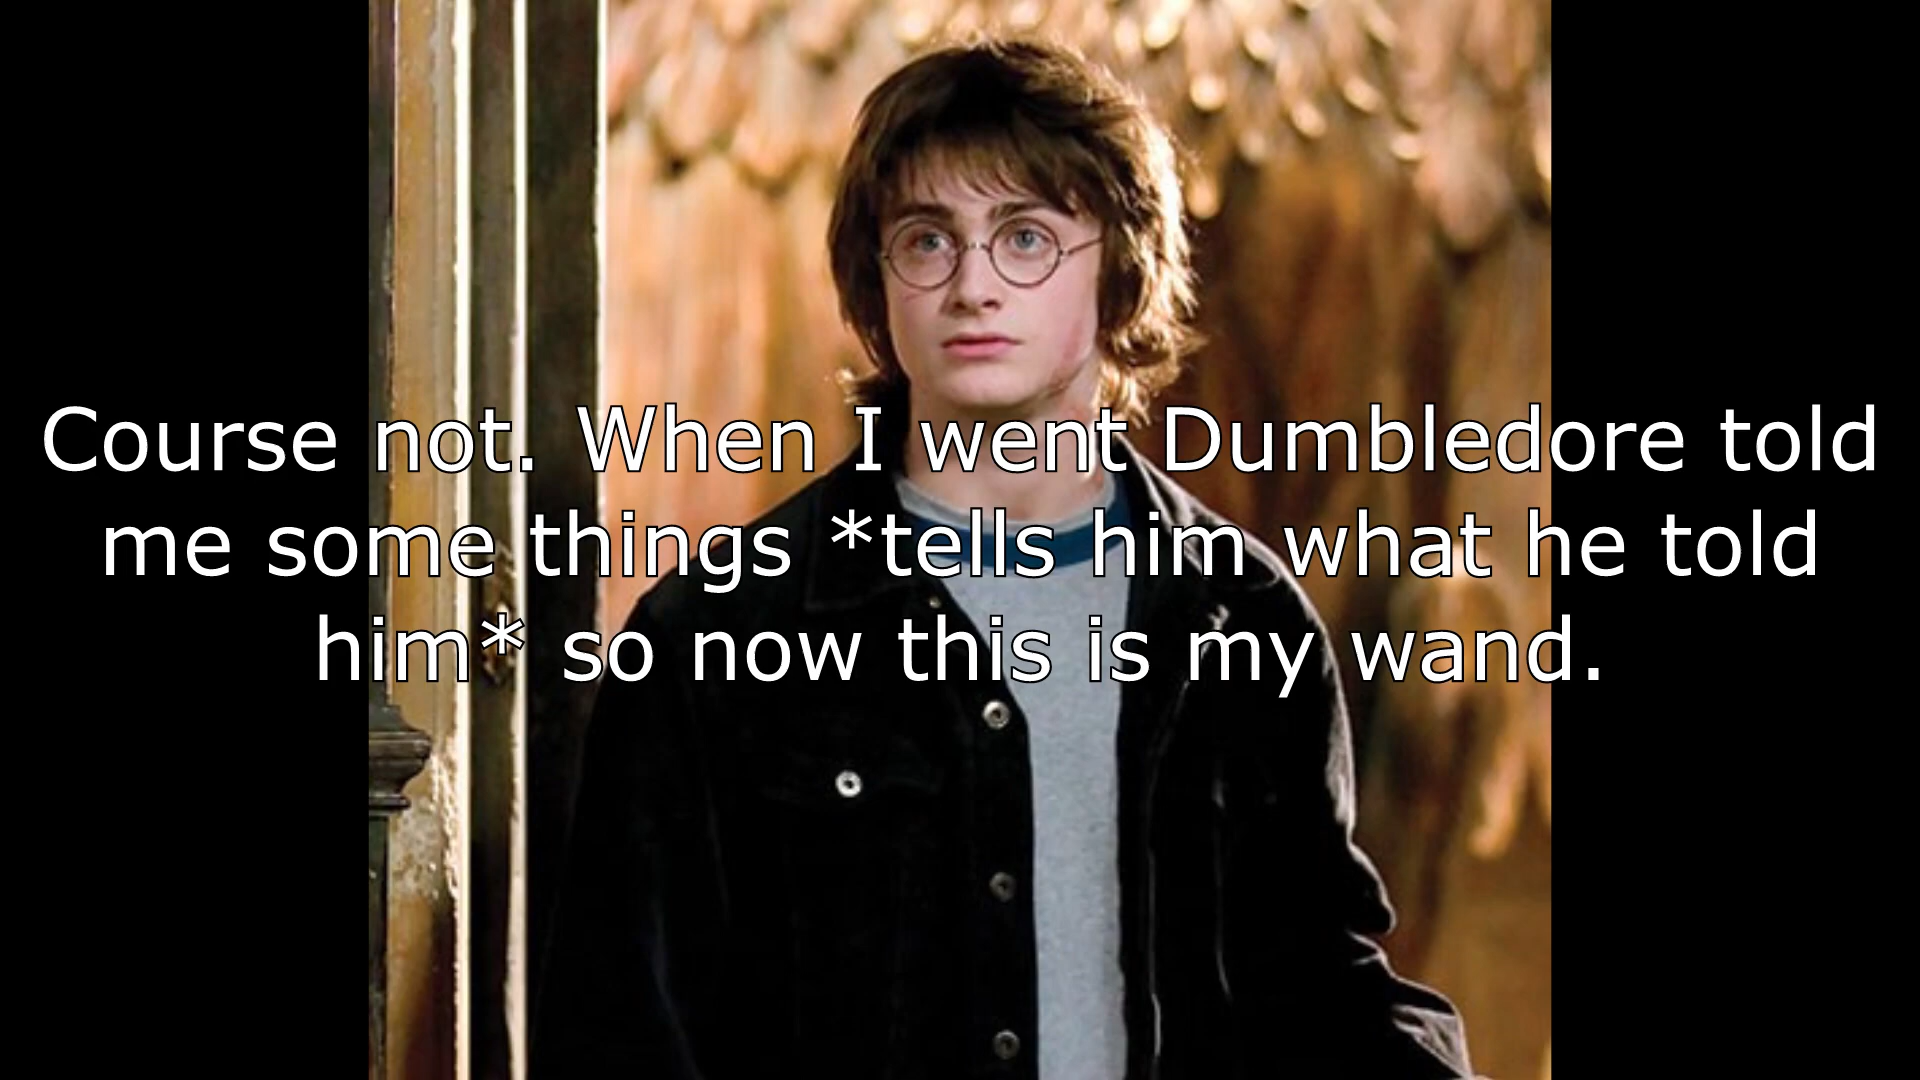 Course not. When I went Dumbledore told
me some things *tells him what he told
him* so now this is my wand.